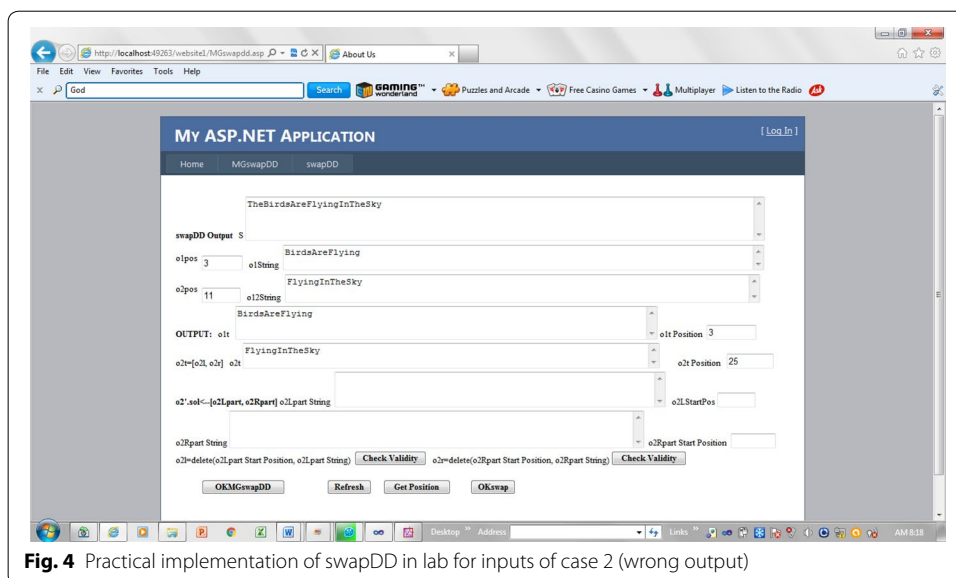 http://localhost:49263/website1/MGswapdd.asp
About Us
File Edit View Favorites Tools Help
x God Search GAMING™ wonderland Puzzles and Arcade Free Casino Games Multiplayer Listen to the Radio
MY ASP.NET APPLICATION [ Log In ]
Home MGswapDD swapDD
TheBirdsAreFlyingInTheSky
swapDD Output S
BirdsAreFlying
o1pos 3 o1String
FlyingInTheSky
o2pos 11 o12String
BirdsAreFlying
OUTPUT: o1t o1t Position 3
FlyingInTheSky
o2t=[o2l, o2r] o2t o2t Position 25
o2'.sol<--[o2Lpart, o2Rpart] o2Lpart String o2LStartPos
o2Rpart String o2Rpart Start Position
o2l=delete(o2Lpart Start Position, o2Lpart String) Check Validity o2r=delete(o2Rpart Start Position, o2Rpart String) Check Validity
OKMGswapDD Refresh Get Position OKswap
Desktop » Address Links » AM 8:18
Fig. 4 Practical implementation of swapDD in lab for inputs of case 2 (wrong output)